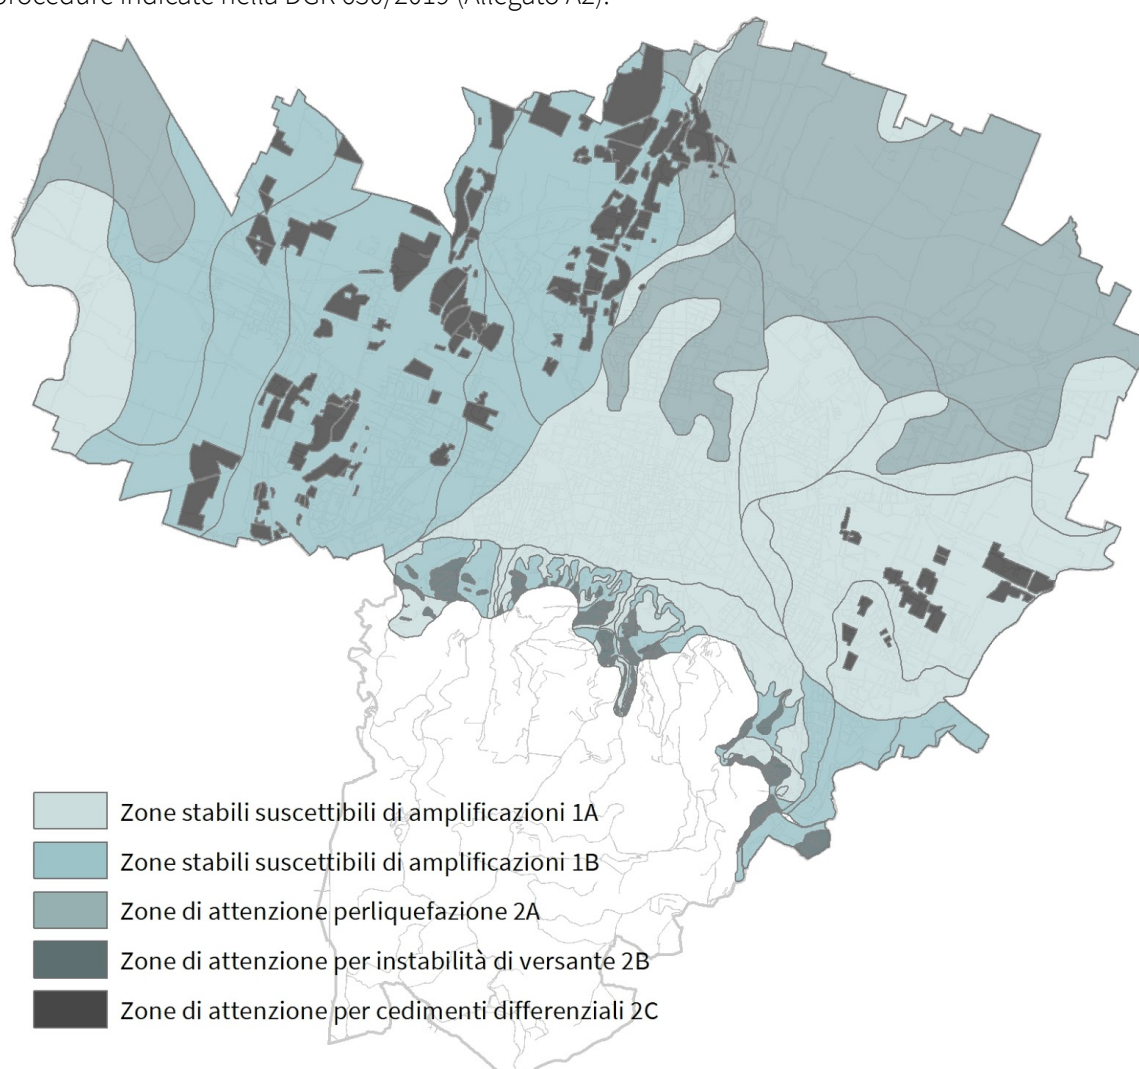 procedure indicate nella DGR 630/2019 (Allegato A2).
Zone stabili suscettibili di amplificazioni 1A
Zone stabili suscettibili di amplificazioni 1B
Zone di attenzione perliquefazione 2A
Zone di attenzione per instabilità di versante 2B
Zone di attenzione per cedimenti differenziali 2C